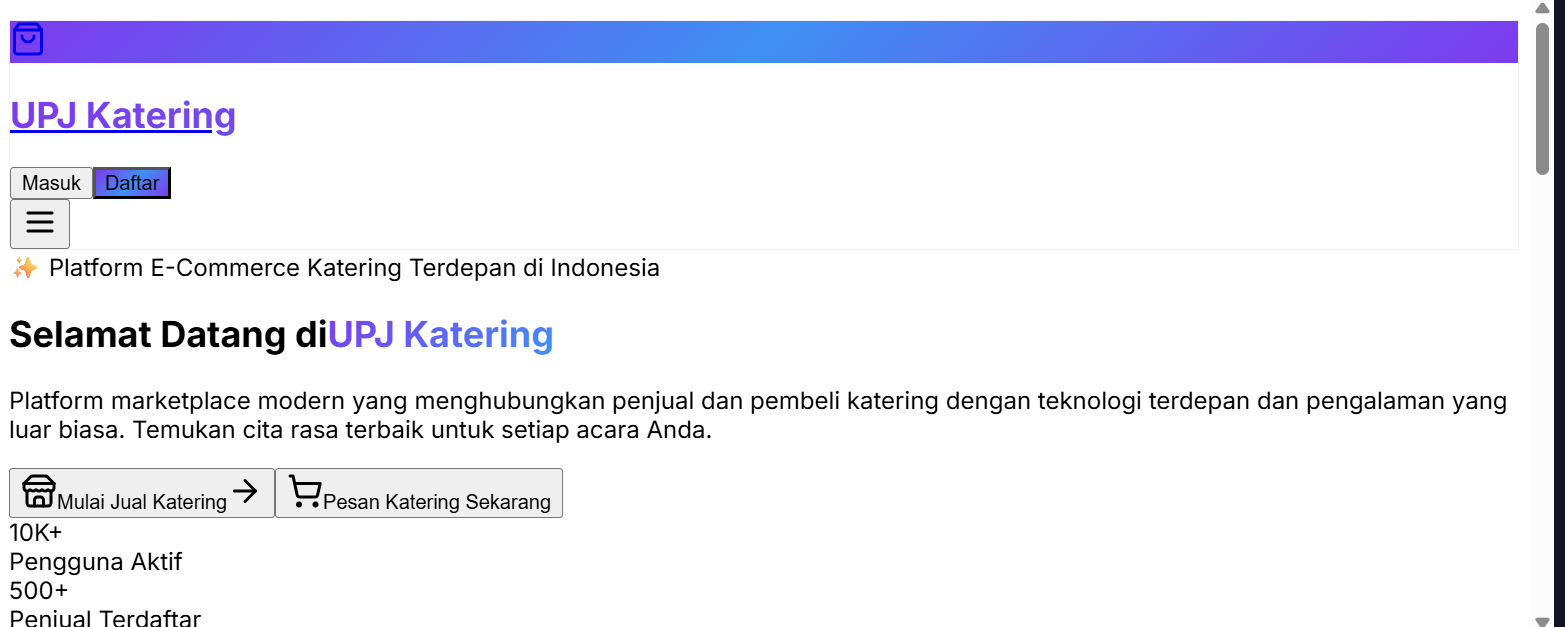 UPJ Katering
Masuk Daftar
✨ Platform E-Commerce Katering Terdepan di Indonesia
Selamat Datang diUPJ Katering
Platform marketplace modern yang menghubungkan penjual dan pembeli katering dengan teknologi terdepan dan pengalaman yang
luar biasa. Temukan cita rasa terbaik untuk setiap acara Anda.
Mulai Jual Katering → Pesan Katering Sekarang
10K+
Pengguna Aktif
500+
Penjual Terdaftar